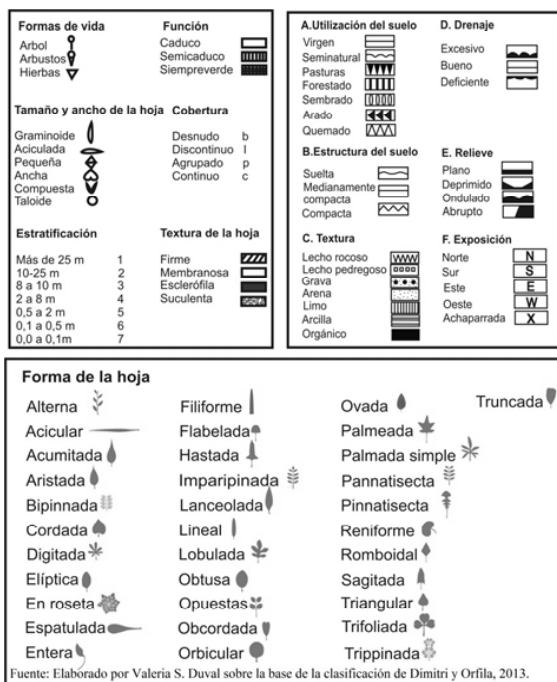 Formas de vida
Arbol
Arbustos
Hierbas
Función
Caduco
Semicaduco
Siempreverde
Tamaño y ancho de la hoja
Graminoide
Aciculada
Pequeña
Ancha
Compuesta
Taloide
Cobertura
Desnudo b
Discontinuo I
Agrupado p
Continuo c
Estratificación
Más de 25 m 1
10-25 m 2
8 a 10 m 3
2 a 8 m 4
0,5 a 2 m 5
0,1 a 0,5 m 6
0,0 a 0,1m 7
Textura de la hoja
Firme
Membranosa
Esclerófila
Suculenta
A.Utilización del suelo
Virgen
Seminatural
Pasturas
Forestado
Sembrado
Arado
Quemado
B.Estructura del suelo
Suelta
Medianamente
compacta
Compacta
C. Textura
Lecho rocoso
Lecho pedregoso
Grava
Arena
Limo
Arcilla
Orgánico
D. Drenaje
Excesivo
Bueno
Deficiente
E. Relieve
Plano
Deprimido
Ondulado
Abrupto
F. Exposición
Norte N
Sur S
Este E
Oeste W
Achaparrada X
Forma de la hoja
Alterna
Acicular
Acumitada
Aristada
Bipinnada
Cordada
Digitada
Elíptica
En roseta
Espatulada
Entera
Filiforme
Flabelada
Hastada
Imparipinada
Lanceolada
Lineal
Lobulada
Obtusa
Opuestas
Obcordada
Orbicular
Ovada
Palmeada
Palmada simple
Pannatisecta
Pinnatisecta
Reniforme
Romboidal
Sagitada
Triangular
Trifoliada
Trippinada
Truncada
Fuente: Elaborado por Valeria S. Duval sobre la base de la clasificación de Dimitri y Orfila, 2013.